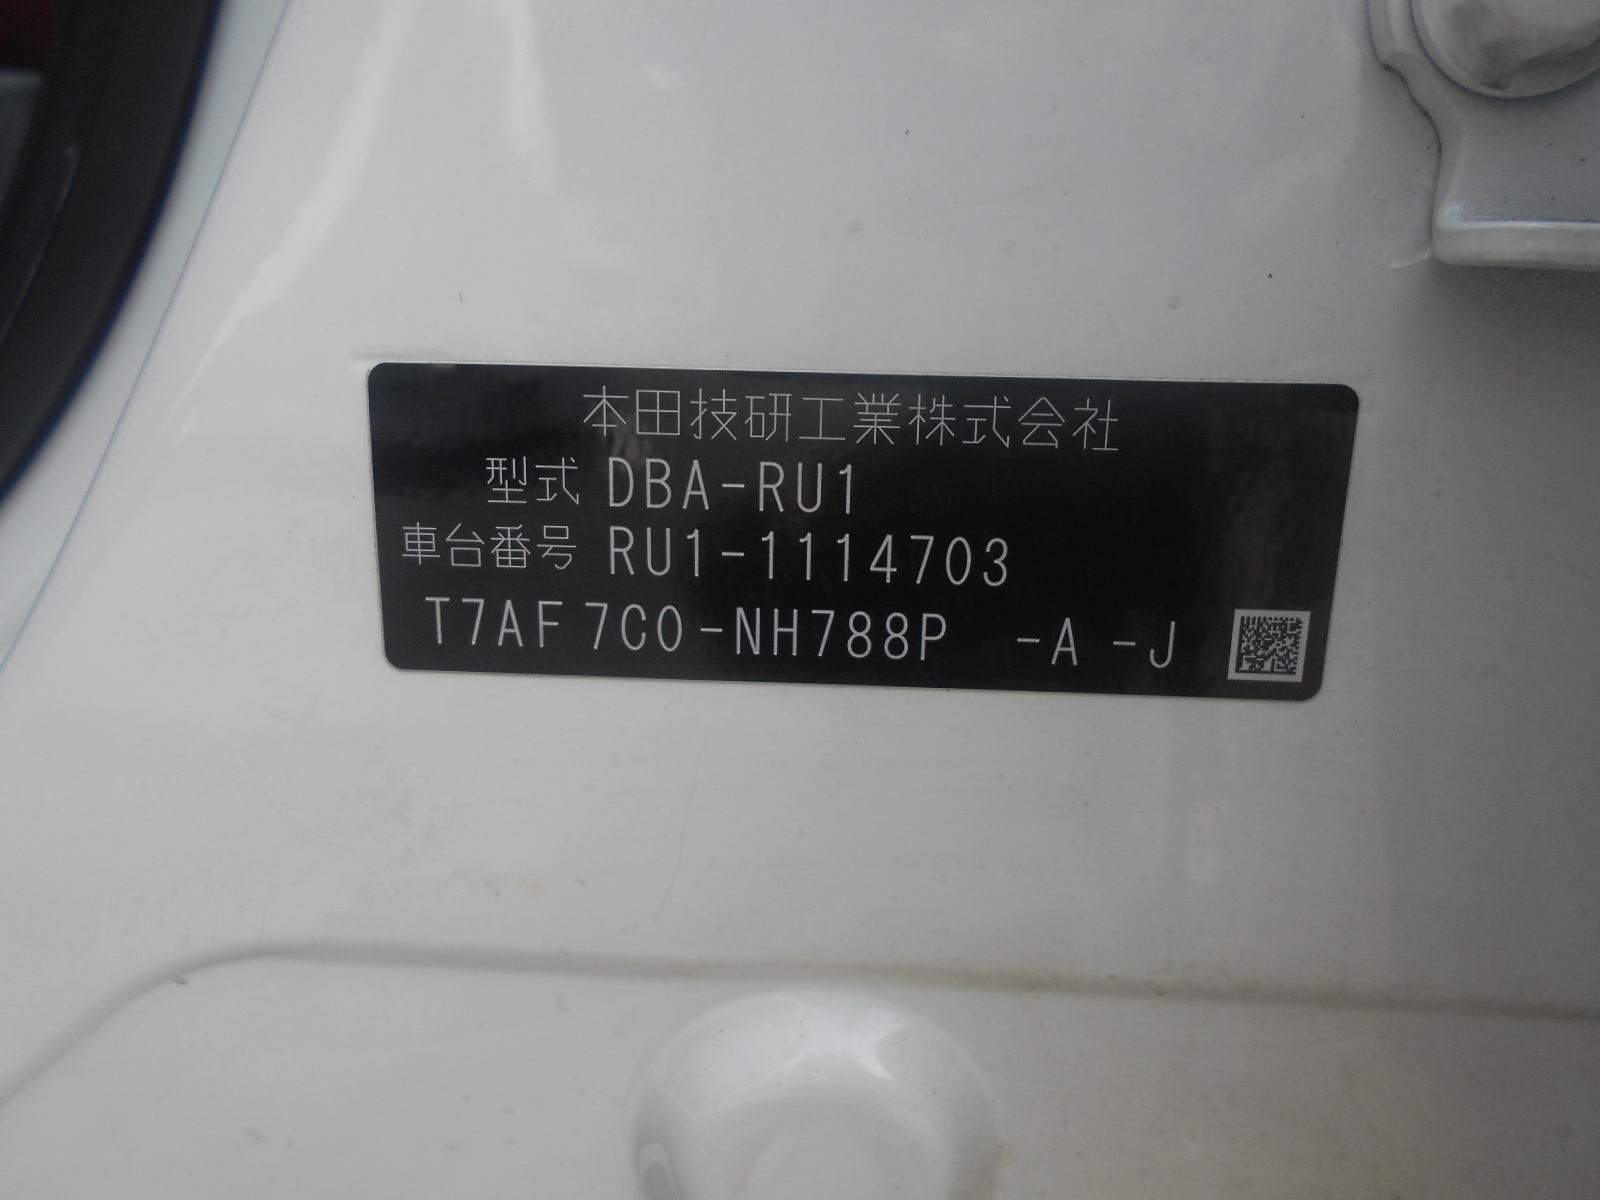 本田技研工業株式会社
型式 DBA-RU1
車台番号 RU1-1114703
T7AF7C0-NH788P -A -J